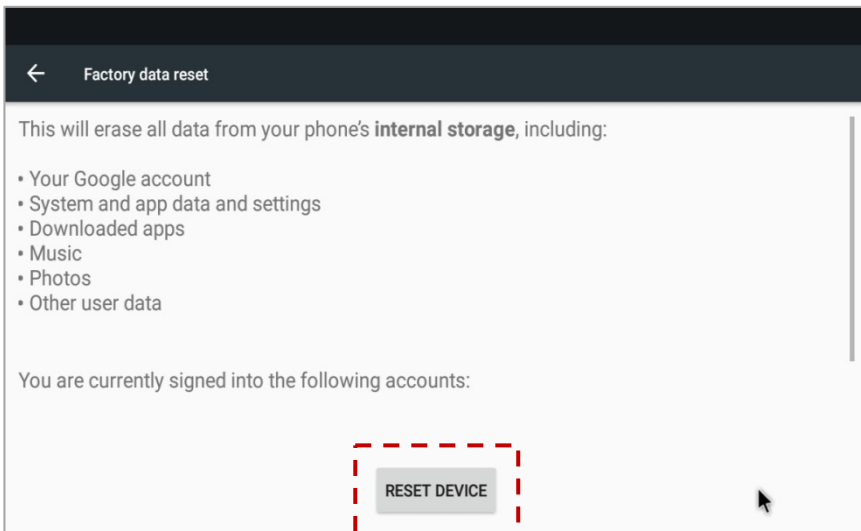 Factory data reset
This will erase all data from your phone's internal storage, including:
• Your Google account
• System and app data and settings
• Downloaded apps
• Music
• Photos
• Other user data
You are currently signed into the following accounts:
RESET DEVICE